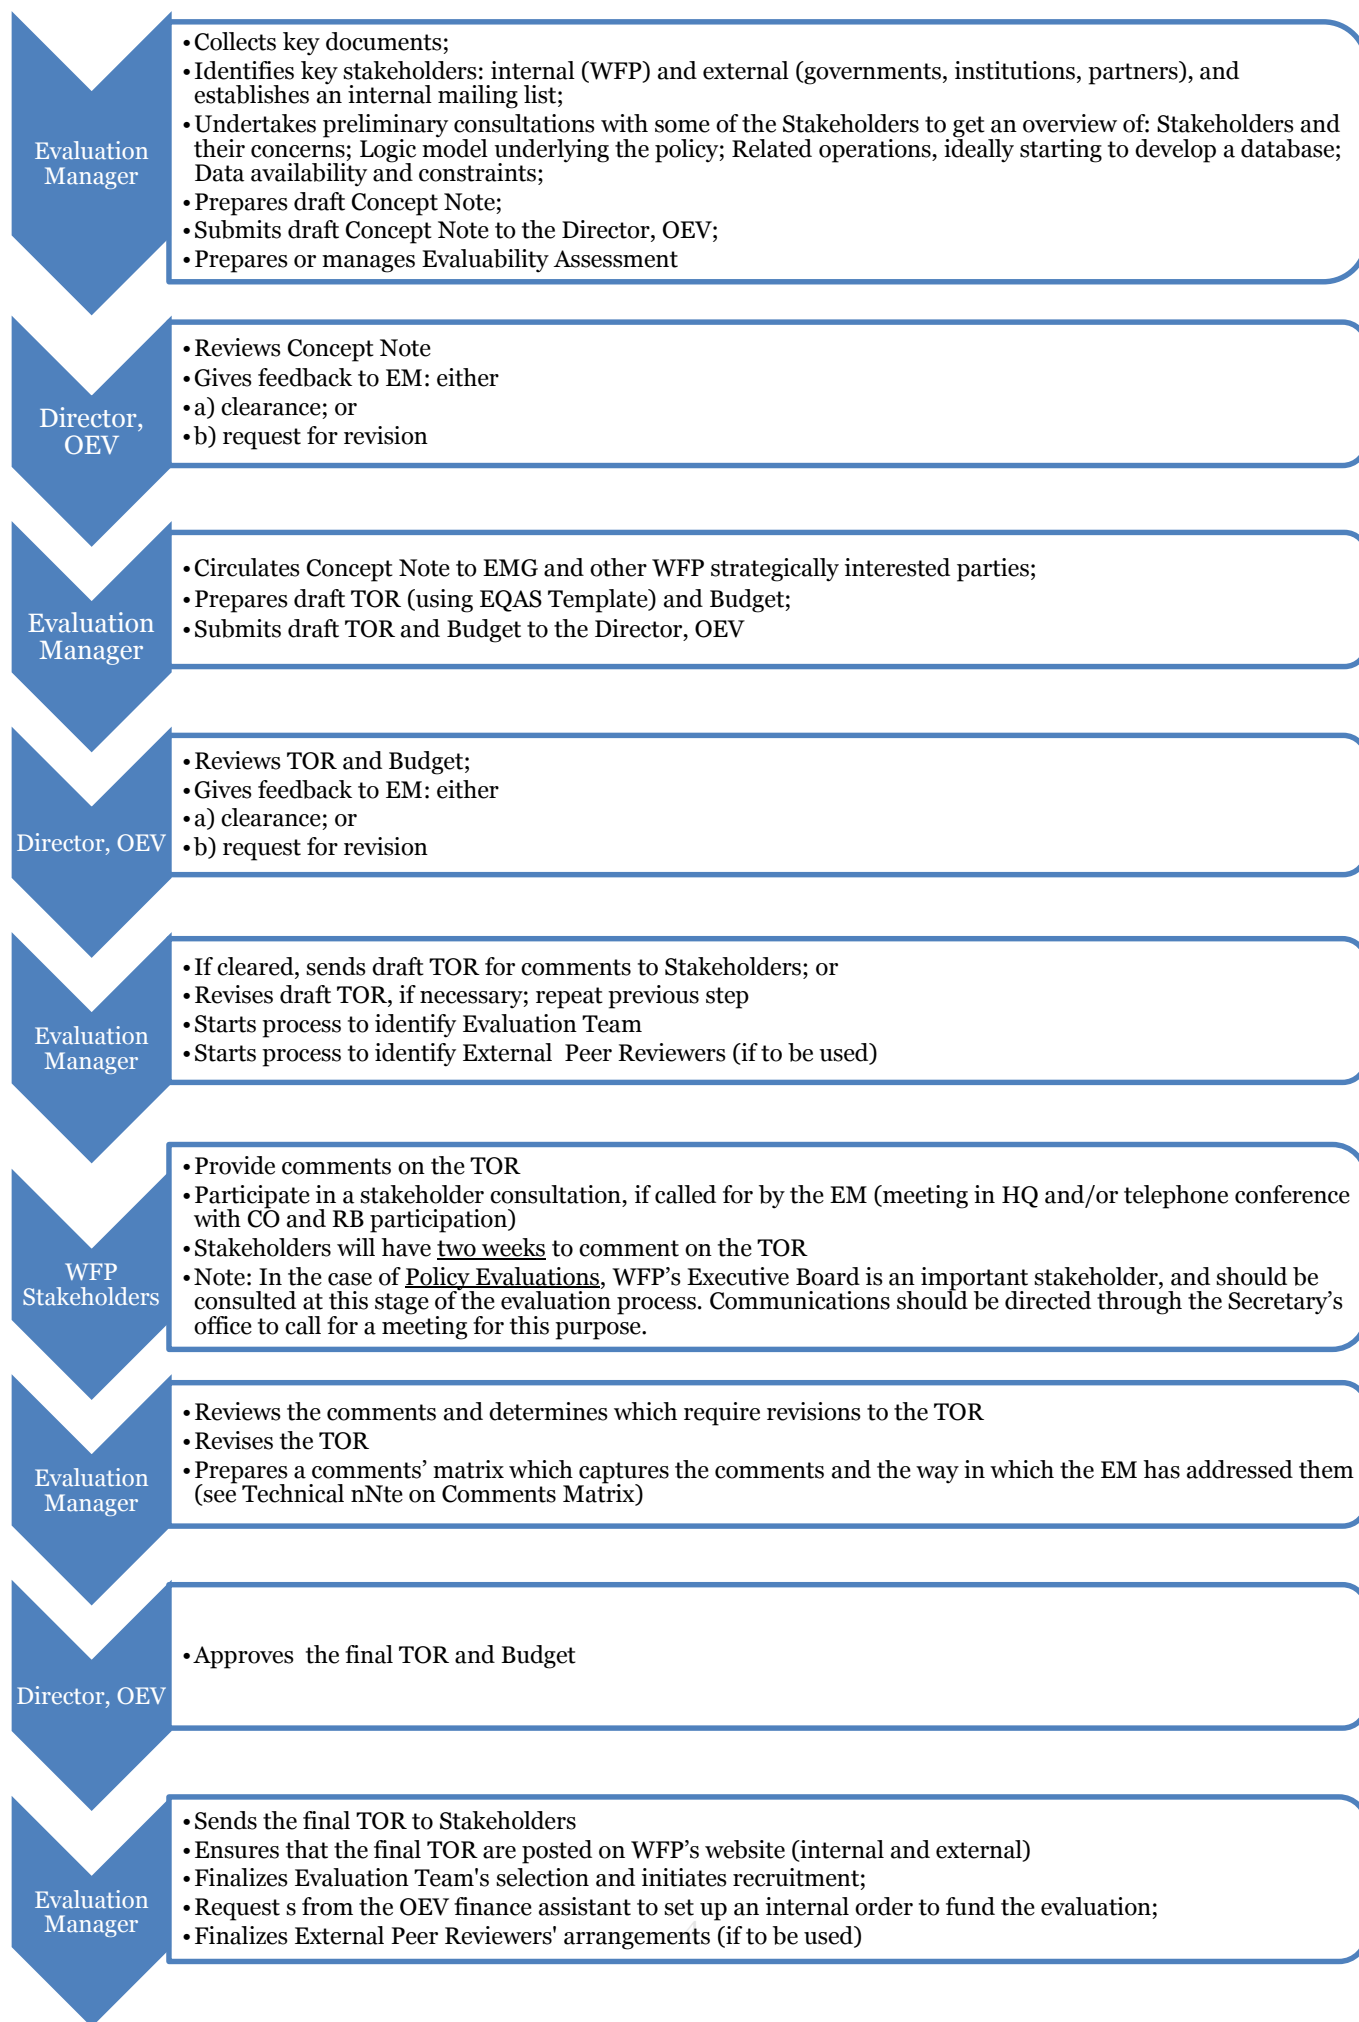 Evaluation
Manager
•Collects key documents;
•Identifies key stakeholders: internal (WFP) and external (governments, institutions, partners), and
establishes an internal mailing list;
•Undertakes preliminary consultations with some of the Stakeholders to get an overview of: Stakeholders and
their concerns; Logic model underlying the policy; Related operations, ideally starting to develop a database;
Data availability and constraints;
•Prepares draft Concept Note;
•Submits draft Concept Note to the Director, OEV;
•Prepares or manages Evaluability Assessment
Director,
OEV
•Reviews Concept Note
•Gives feedback to EM: either
•a) clearance; or
•b) request for revision
Evaluation
Manager
•Circulates Concept Note to EMG and other WFP strategically interested parties;
•Prepares draft TOR (using EQAS Template) and Budget;
•Submits draft TOR and Budget to the Director, OEV
Director, OEV
•Reviews TOR and Budget;
•Gives feedback to EM: either
•a) clearance; or
•b) request for revision
Evaluation
Manager
•If cleared, sends draft TOR for comments to Stakeholders; or
•Revises draft TOR, if necessary; repeat previous step
•Starts process to identify Evaluation Team
•Starts process to identify External  Peer Reviewers (if to be used)
WFP
Stakeholders
•Provide comments on the TOR
•Participate in a stakeholder consultation, if called for by the EM (meeting in HQ and/or telephone conference
with CO and RB participation)
•Stakeholders will have two weeks to comment on the TOR
•Note: In the case of Policy Evaluations, WFP's Executive Board is an important stakeholder, and should be
consulted at this stage of the evaluation process. Communications should be directed through the Secretary's
office to call for a meeting for this purpose.
Evaluation
Manager
•Reviews the comments and determines which require revisions to the TOR
•Revises the TOR
•Prepares a comments' matrix which captures the comments and the way in which the EM has addressed them
(see Technical nNte on Comments Matrix)
Director, OEV
•Approves  the final TOR and Budget
Evaluation
Manager
•Sends the final TOR to Stakeholders
•Ensures that the final TOR are posted on WFP's website (internal and external)
•Finalizes Evaluation Team's selection and initiates recruitment;
•Request s from the OEV finance assistant to set up an internal order to fund the evaluation;
•Finalizes External Peer Reviewers' arrangements (if to be used)